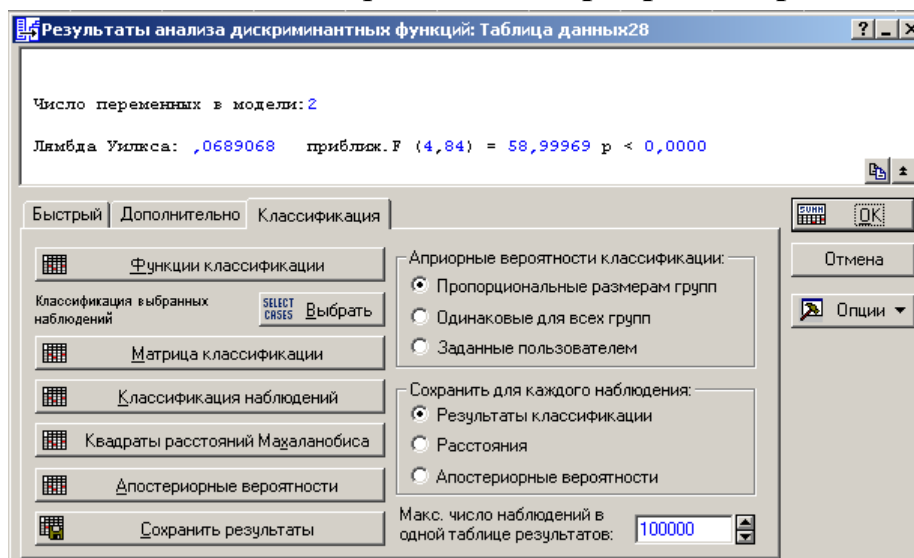 Результаты анализа дискриминантных функций: Таблица данных28
Число переменных в модели:2
Лямбда Уилкса: ,0689068 приближ.F (4,84) = 58,99969 p < 0,0000
Быстрый Дополнительно Классификация
Функции классификации
Классификация выбранных наблюдений
SELECT CASES Выбрать
Матрица классификации
Классификация наблюдений
Квадраты расстояний Махаланобиса
Апостериорные вероятности
Сохранить результаты
Априорные вероятности классификации:
Пропорциональные размерам групп
Одинаковые для всех групп
Заданные пользователем
Сохранить для каждого наблюдения:
Результаты классификации
Расстояния
Апостериорные вероятности
Макс. число наблюдений в
одной таблице результатов: 100000
SUMM OK
Отмена
Опции